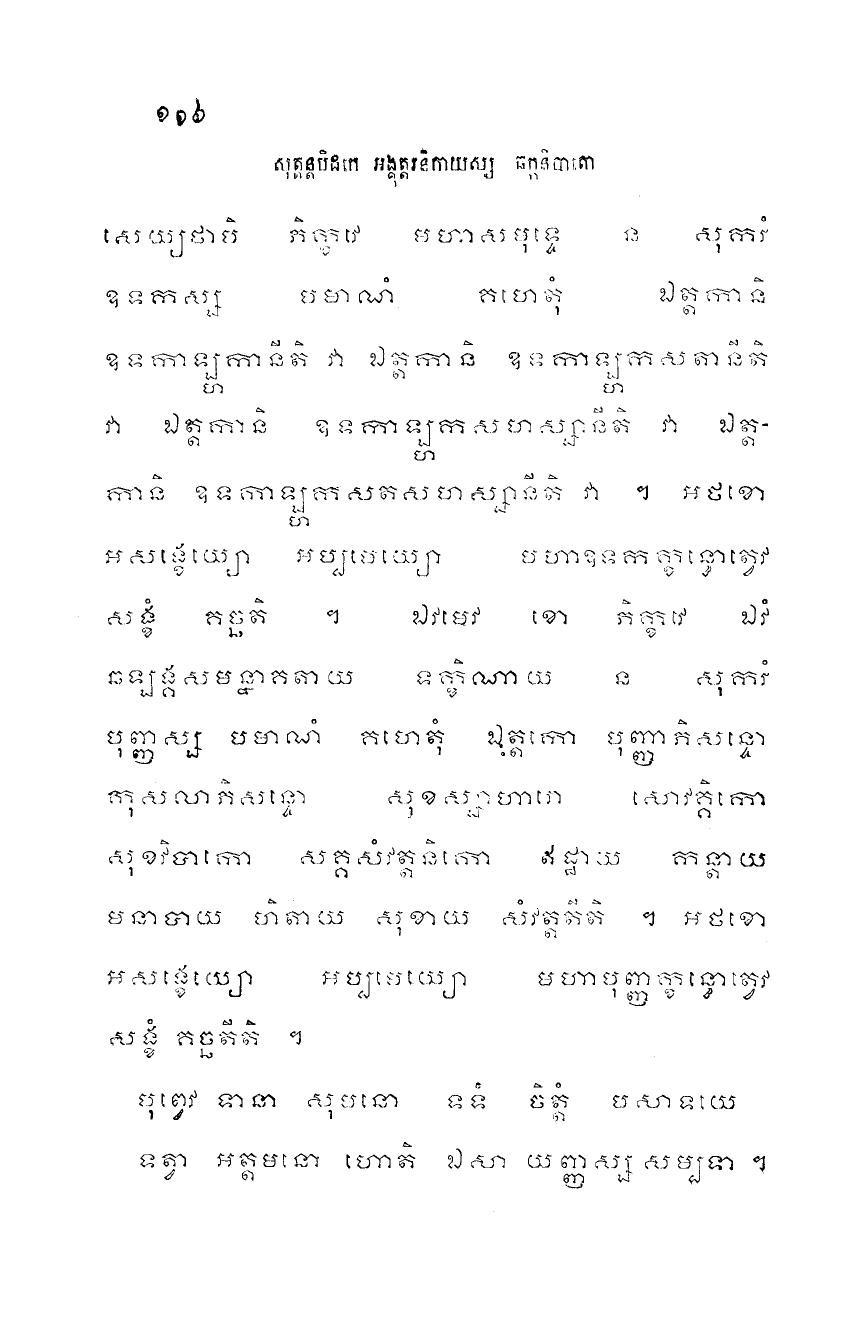 ១១៦
សុត្តន្តបិដកេ អង្គុត្តរនិកាយស្ស ឆក្កនិបាតោ
សេយ្យថាបិ ភិក្ខវេ មហាសមុទ្ទេ ន សុករំ
ឧទកស្ស បមាណំ គហេតុំ ឯត្តកានិ
ឧទកាឡ្ហកានីតិ វា ឯត្តកានិ ឧទកាឡ្ហកសតានីតិ
វា ឯត្តកានិ ឧទកាឡ្ហកសហស្សានីតិ វា ឯត្ត-
កានិ ឧទកាឡ្ហកសតសហស្សានីតិ វា ។ អថខោ
អសង្ខេយ្យោ អប្បមេយ្យោ មហាឧទកក្ខន្ធោត្វេវ
សង្ខំ គច្ឆតិ ។ ឯវមេវ ខោ ភិក្ខវេ ឯវំ
ឆឡង្គសមន្នាគតាយ ទក្ខិណាយ ន សុករំ
បុញ្ញស្ស បមាណំ គហេតុំ ឯត្តកោ បុញ្ញាភិសន្ទោ
កុសលាភិសន្ទោ សុខស្សាហារោ សោវគ្គិកោ
សុខវិបាកោ សគ្គសំវត្តនិកោ ឥដ្ឋាយ កន្តាយ
មនាបាយ ហិតាយ សុខាយ សំវត្តតីតិ ។ អថខោ
អសង្ខេយ្យោ អប្បមេយ្យោ មហាបុញ្ញក្ខន្ធោត្វេវ
សង្ខំ គច្ឆតីតិ ។
បុព្វេវ ទានា សុមនោ ទទំ ចិត្តំ បសាទយេ
ទត្វា អត្តមនោ ហោតិ ឯសា យញ្ញស្ស សម្បទា ។